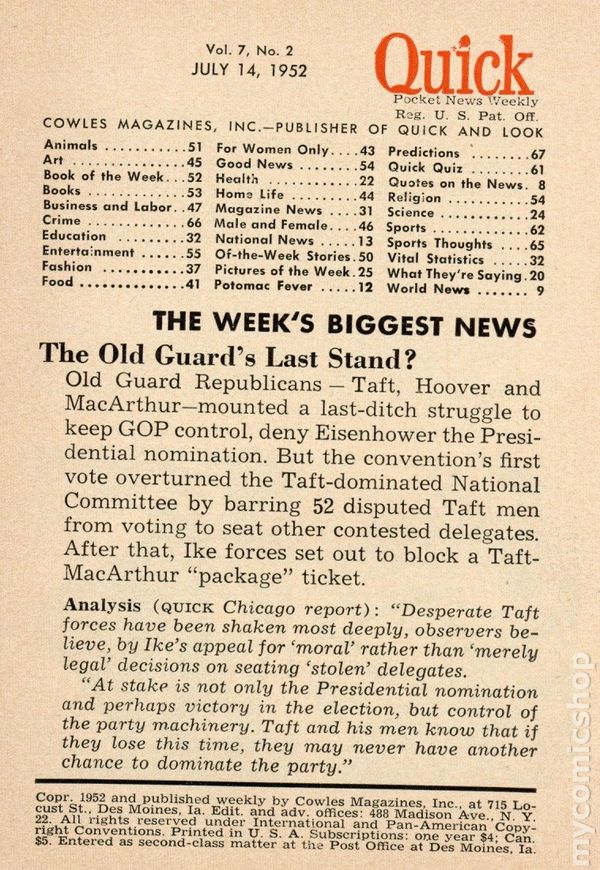 Vol. 7, No. 2
JULY 14, 1952
Quick
Pocket News Weekly
Reg. U. S. Pat. Off.
COWLES MAGAZINES, INC.—PUBLISHER OF QUICK AND LOOK
Animals ...........51
Art ................45
Book of the Week...52
Books .............53
Business and Labor..47
Crime .............66
Education .........32
Entertainment ......55
Fashion ...........37
Food ..............41
For Women Only....43
Good News ........54
Health ............22
Home Life .........44
Magazine News ....31
Male and Female....46
National News .....13
Of-the-Week Stories.50
Pictures of the Week.25
Potomac Fever .....12
Predictions ........67
Quick Quiz ........61
Quotes on the News. 8
Religion ..........54
Science ...........24
Sports ............62
Sports Thoughts ....65
Vital Statistics .....32
What They're Saying.20
World News ....... 9
THE WEEK'S BIGGEST NEWS
The Old Guard's Last Stand?
Old Guard Republicans — Taft, Hoover and
MacArthur—mounted a last-ditch struggle to
keep GOP control, deny Eisenhower the Presi-
dential nomination. But the convention's first
vote overturned the Taft-dominated National
Committee by barring 52 disputed Taft men
from voting to seat other contested delegates.
After that, Ike forces set out to block a Taft-
MacArthur "package" ticket.
Analysis (QUICK Chicago report): "Desperate Taft
forces have been shaken most deeply, observers be-
lieve, by Ike's appeal for 'moral' rather than 'merely
legal' decisions on seating 'stolen' delegates.
"At stake is not only the Presidential nomination
and perhaps victory in the election, but control of
the party machinery. Taft and his men know that if
they lose this time, they may never have another
chance to dominate the party."
Copr. 1952 and published weekly by Cowles Magazines, Inc., at 715 Lo-
cust St., Des Moines, Ia. Edit. and adv. offices: 488 Madison Ave., N. Y.
22. All rights reserved under International and Pan-American Copy-
right Conventions. Printed in U. S. A. Subscriptions: one year $4; Can.
$5. Entered as second-class matter at the Post Office at Des Moines, Ia.
mycomicshop